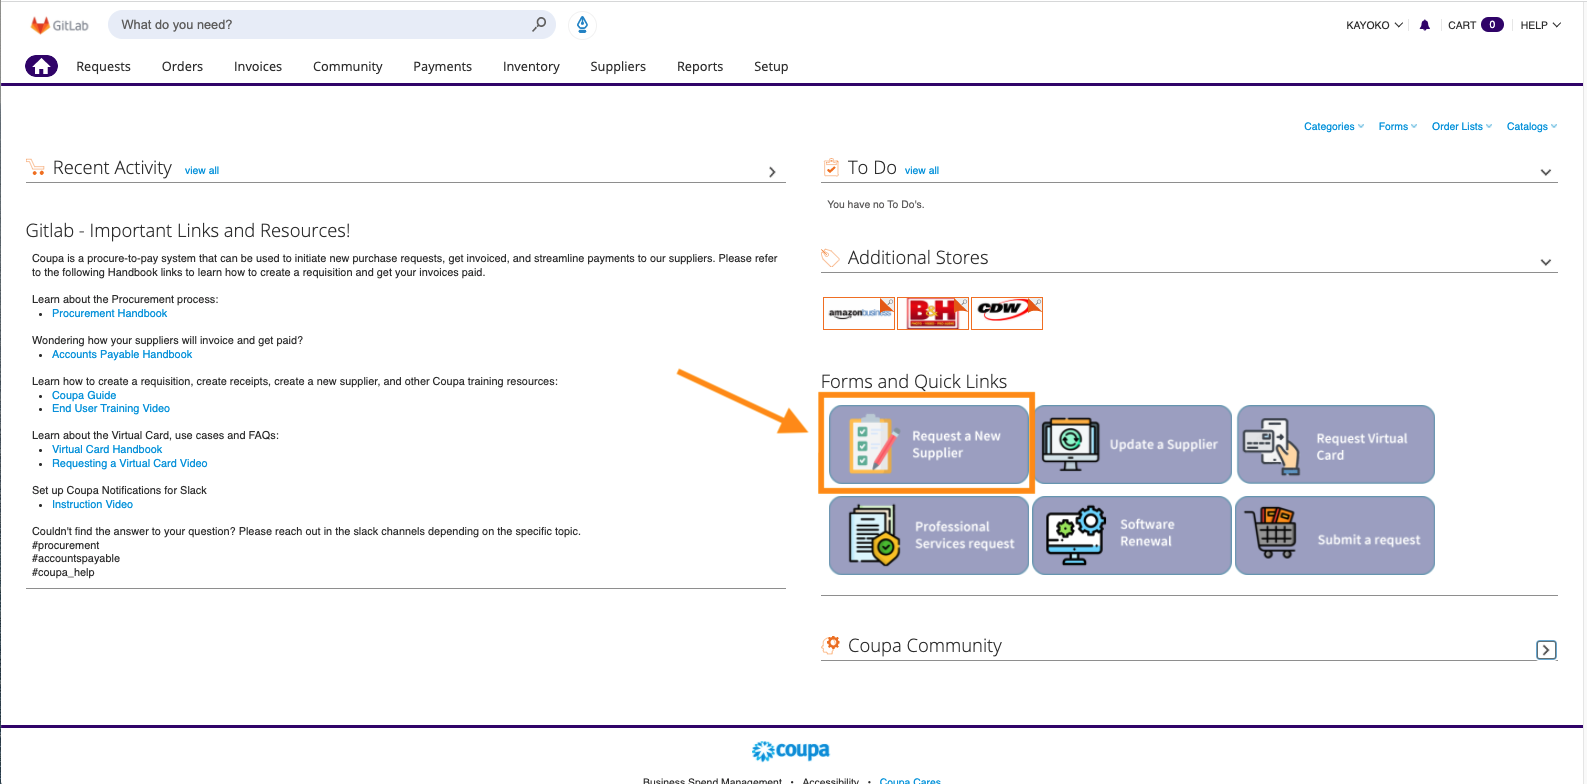 GitLab
What do you need?
KAYOKO
CART 0
HELP
Requests Orders Invoices Community Payments Inventory Suppliers Reports Setup
Categories Forms Order Lists Catalogs
Recent Activity view all
Gitlab - Important Links and Resources!
Coupa is a procure-to-pay system that can be used to initiate new purchase requests, get invoiced, and streamline payments to our suppliers. Please refer
to the following Handbook links to learn how to create a requisition and get your invoices paid.
Learn about the Procurement process:
• Procurement Handbook
Wondering how your suppliers will invoice and get paid?
• Accounts Payable Handbook
Learn how to create a requisition, create receipts, create a new supplier, and other Coupa training resources:
• Coupa Guide
• End User Training Video
Learn about the Virtual Card, use cases and FAQs:
• Virtual Card Handbook
• Requesting a Virtual Card Video
Set up Coupa Notifications for Slack
• Instruction Video
Couldn't find the answer to your question? Please reach out in the slack channels depending on the specific topic.
#procurement
#accountspayable
#coupa_help
To Do view all
You have no To Do's.
Additional Stores
amazonbusiness
B&H
CDW
Forms and Quick Links
Request a New
Supplier
Update a Supplier
Request Virtual
Card
Professional
Services request
Software
Renewal
Submit a request
Coupa Community
coupa
Business Spend Management • Accessibility • Coupa Cares